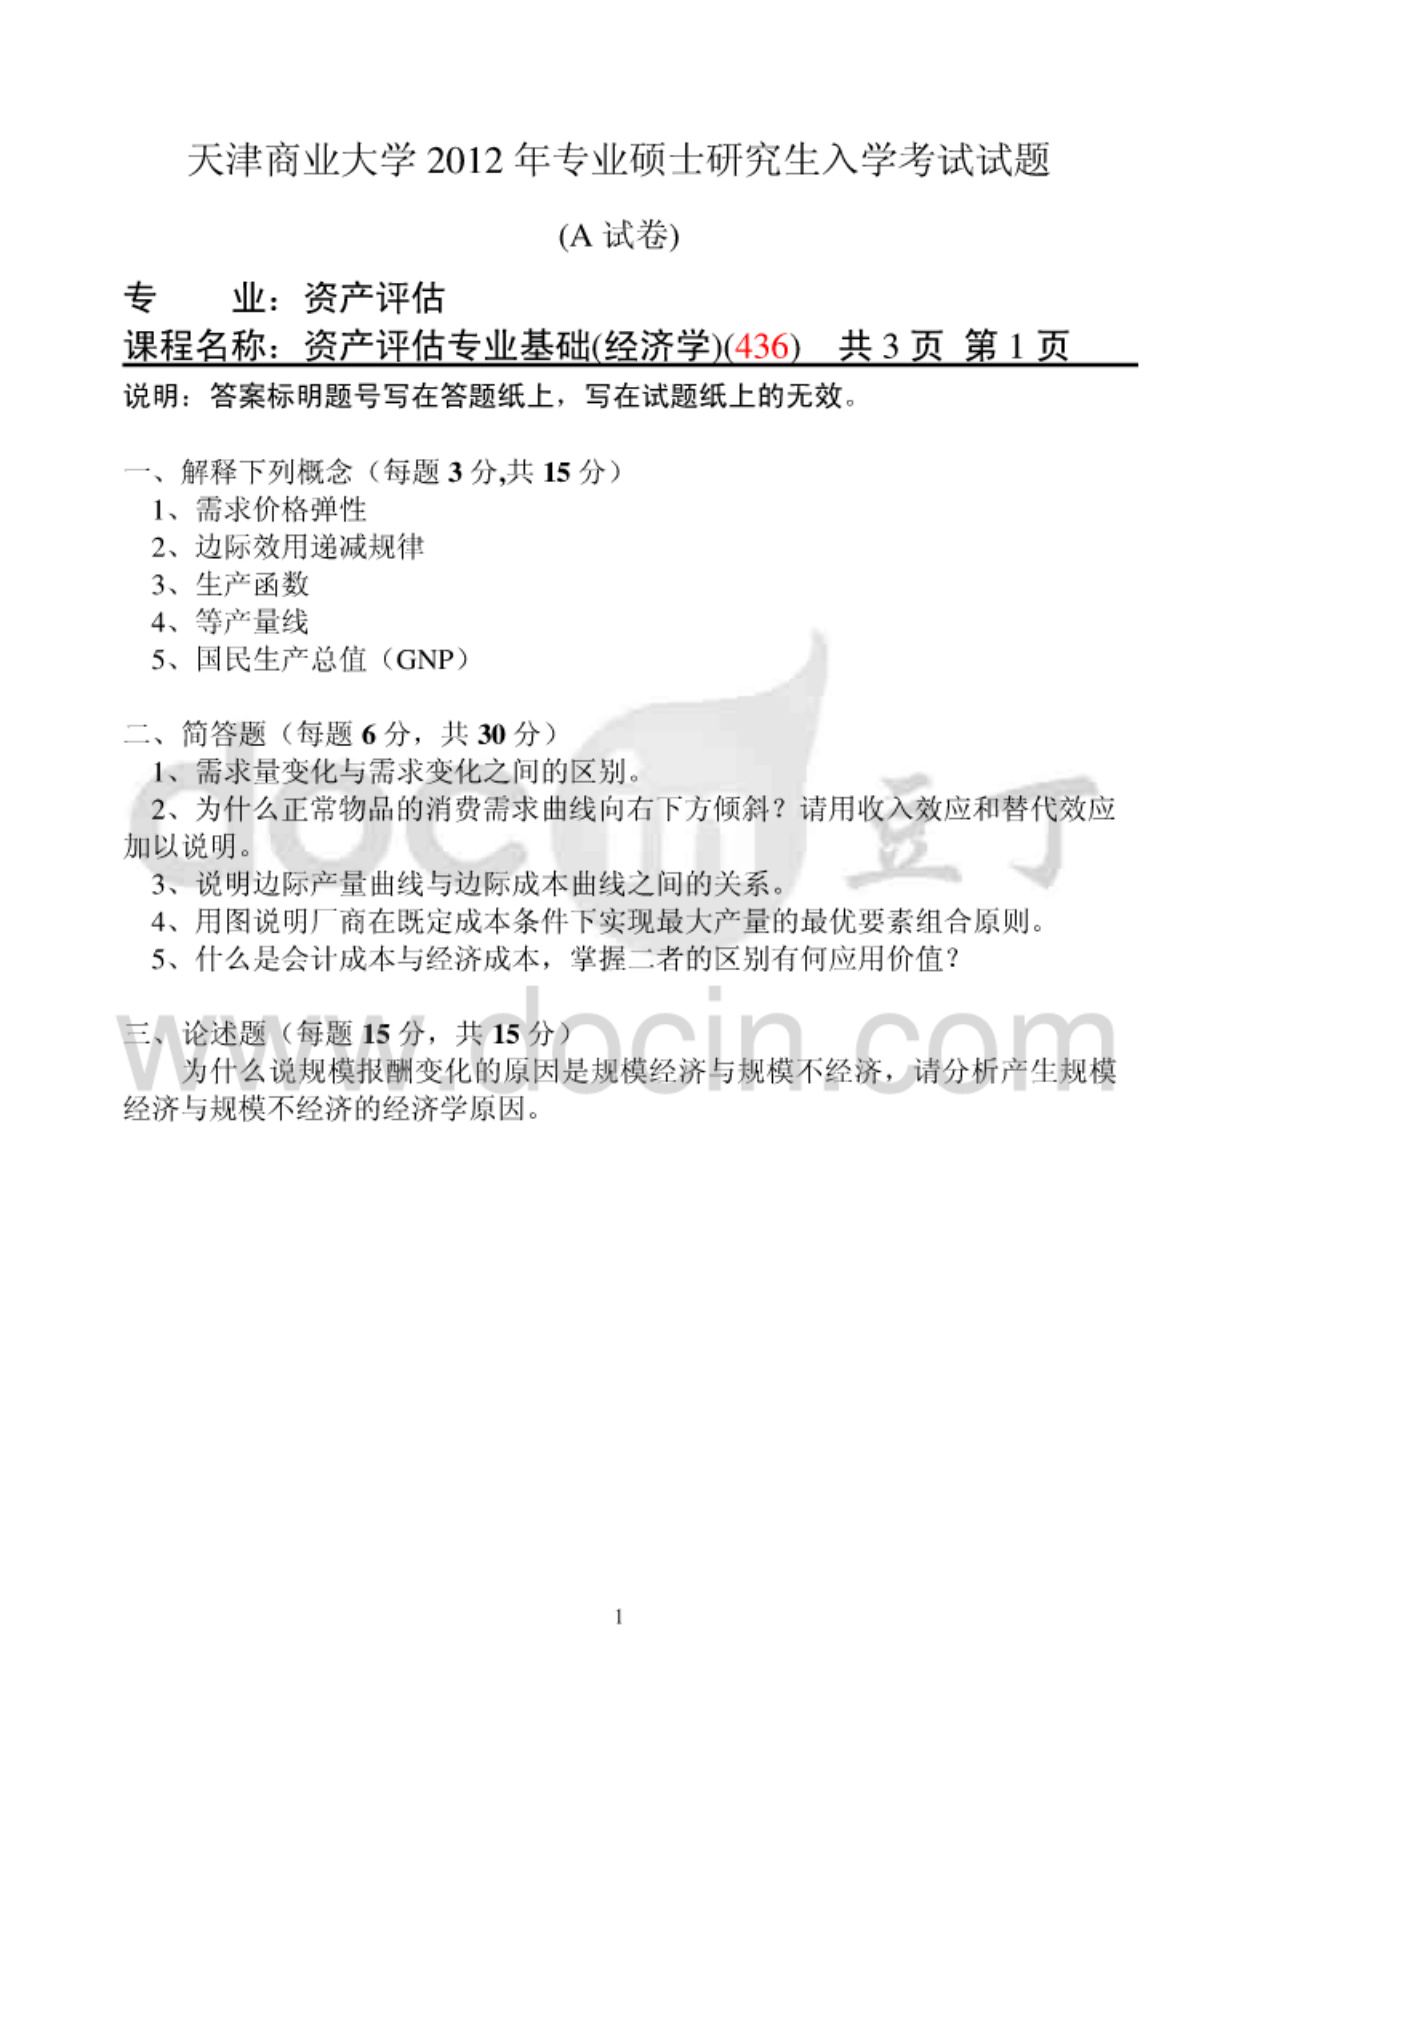 天津商业大学 2012 年专业硕士研究生入学考试试题
(A 试卷)
专　　业：资产评估
课程名称：资产评估专业基础(经济学)(436)　共 3 页 第 1 页
说明：答案标明题号写在答题纸上，写在试题纸上的无效。
一、解释下列概念（每题 3 分,共 15 分）
1、需求价格弹性
2、边际效用递减规律
3、生产函数
4、等产量线
5、国民生产总值（GNP）
二、简答题（每题 6 分，共 30 分）
1、需求量变化与需求变化之间的区别。
2、为什么正常物品的消费需求曲线向右下方倾斜？请用收入效应和替代效应
加以说明。
3、说明边际产量曲线与边际成本曲线之间的关系。
4、用图说明厂商在既定成本条件下实现最大产量的最优要素组合原则。
5、什么是会计成本与经济成本，掌握二者的区别有何应用价值？
三、论述题（每题 15 分，共 15 分）
为什么说规模报酬变化的原因是规模经济与规模不经济，请分析产生规模
经济与规模不经济的经济学原因。
docin 豆丁
www.docin.com
1